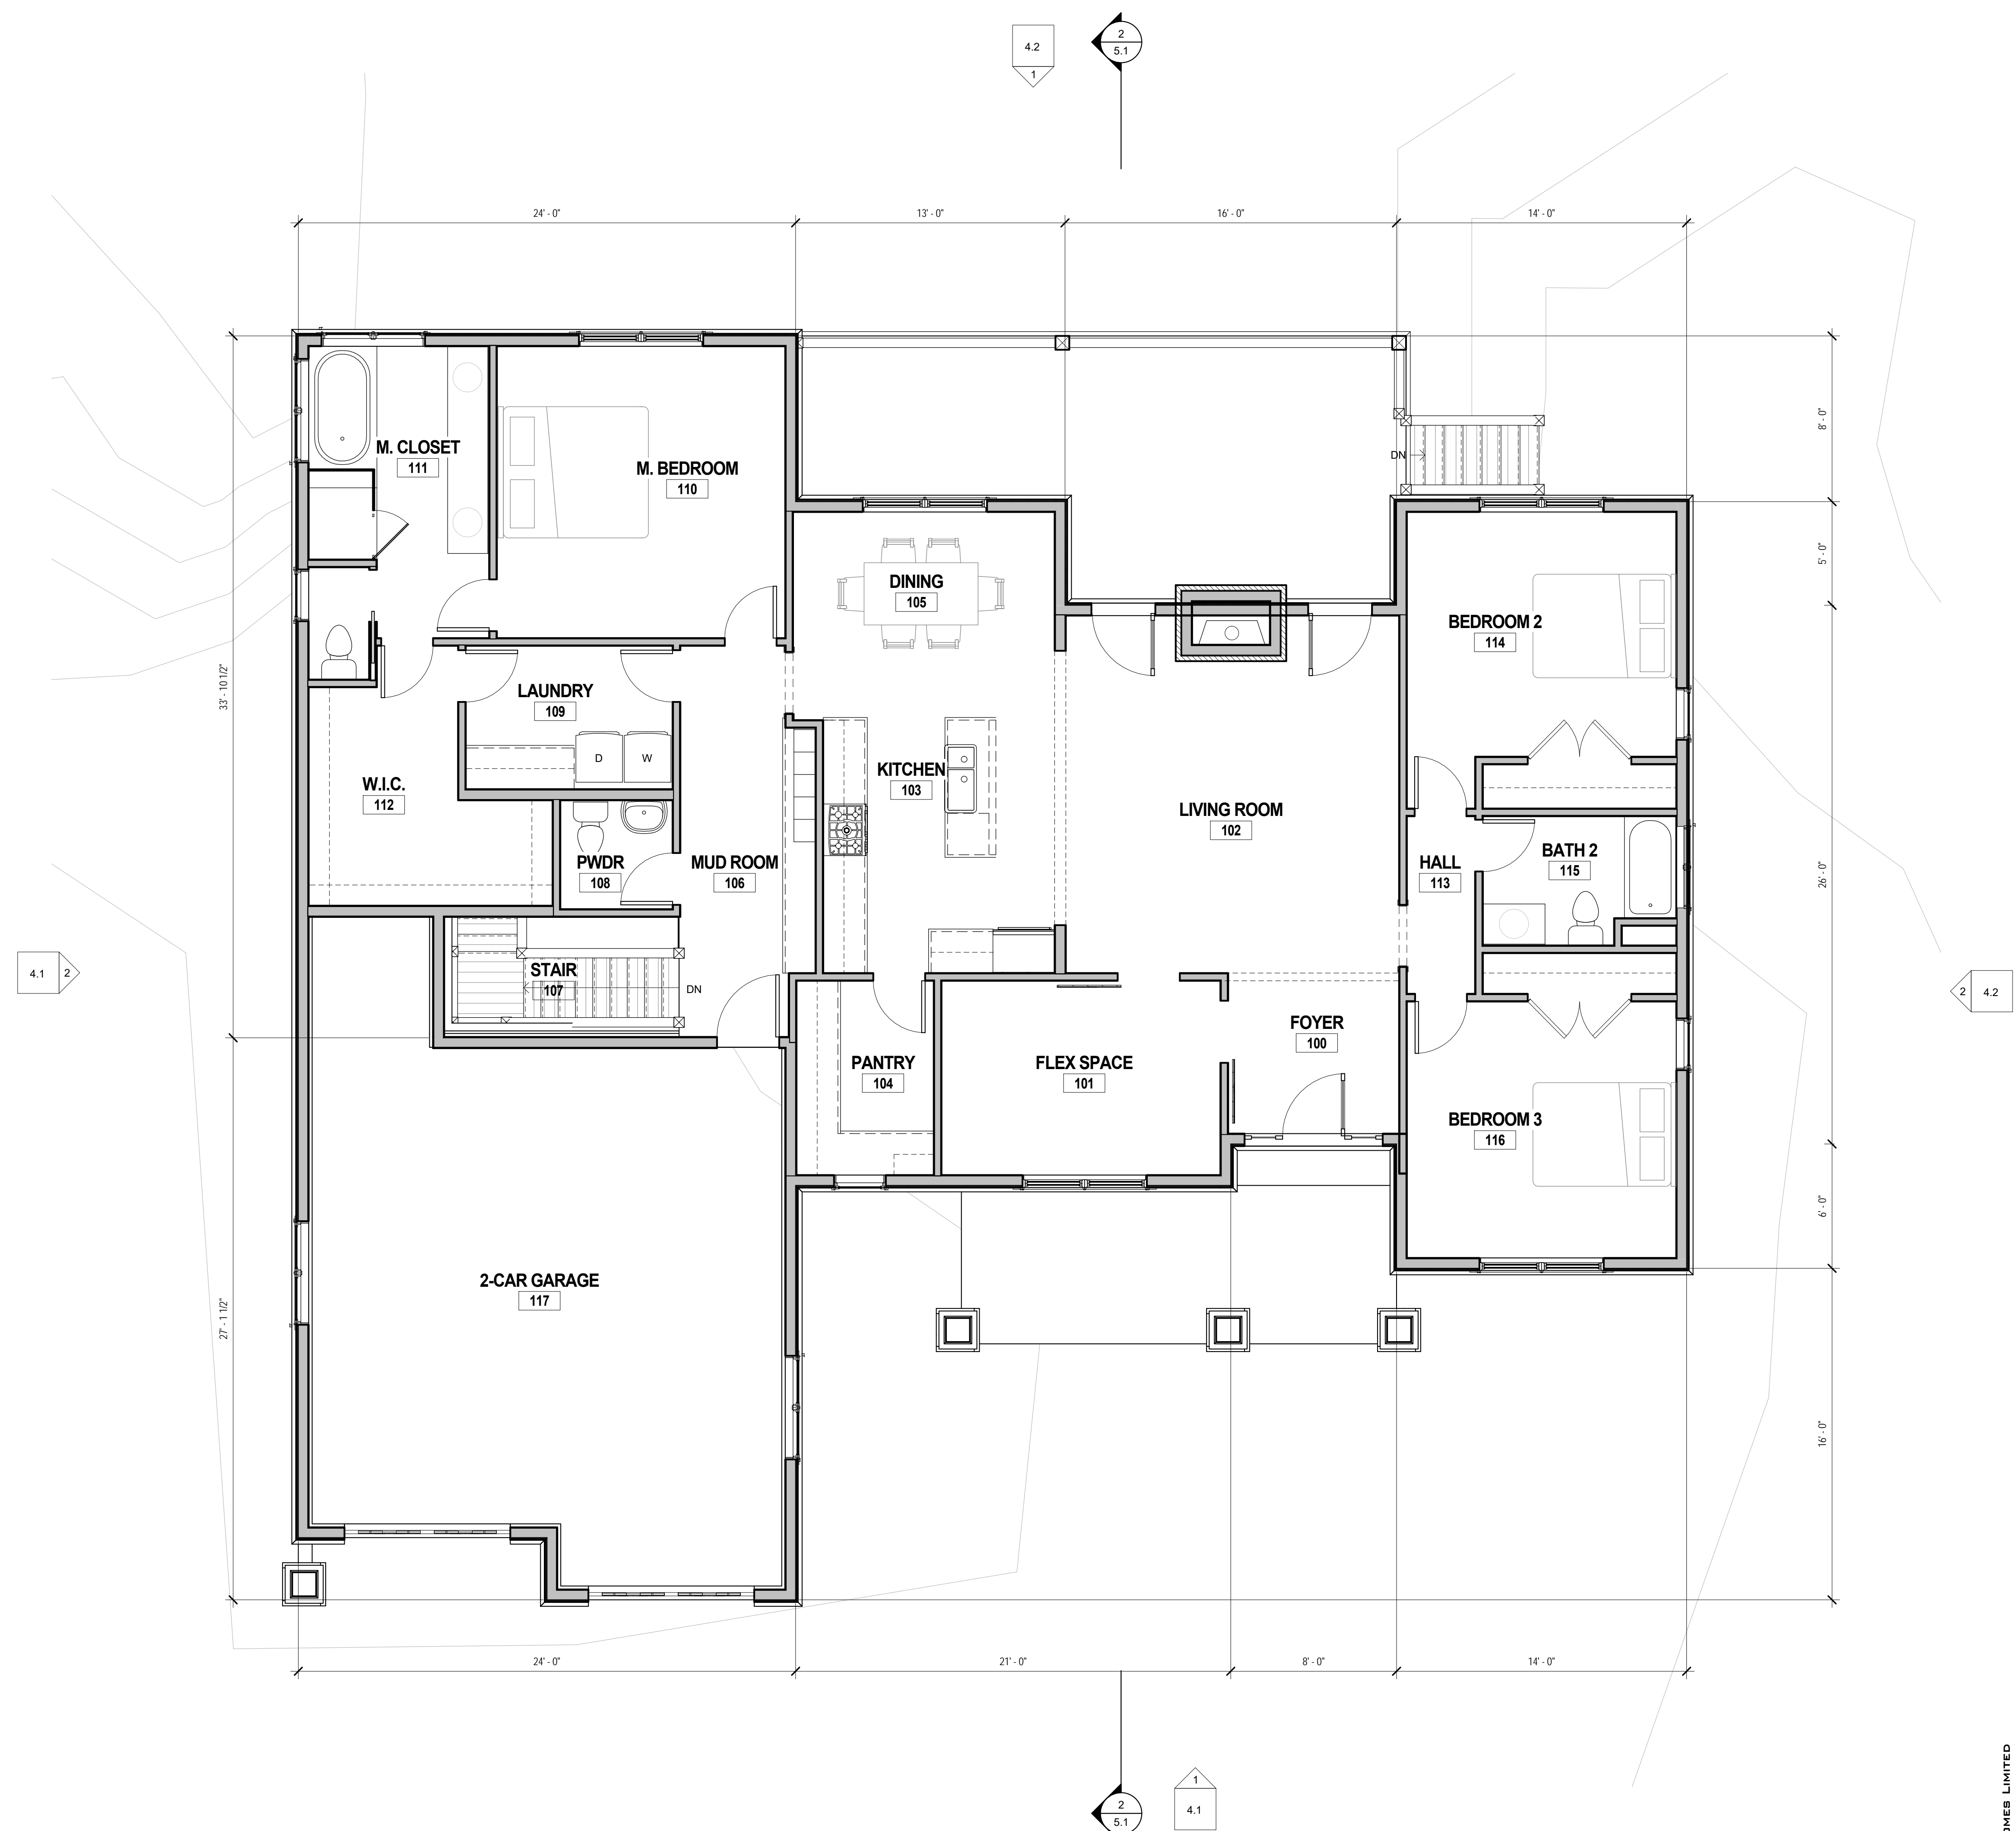 4.2
1
2
5.1
24' - 0"
13' - 0"
16' - 0"
14' - 0"
8' - 0"
5' - 0"
26' - 0"
6' - 0"
16' - 0"
33' - 10 1/2"
27' - 1 1/2"
M. CLOSET
111
M. BEDROOM
110
DN
DINING
105
BEDROOM 2
114
LAUNDRY
109
D
W
W.I.C.
112
KITCHEN
103
LIVING ROOM
102
PWDR
108
MUD ROOM
106
HALL
113
BATH 2
115
4.1
2
STAIR
107
DN
2
4.2
FOYER
100
PANTRY
104
FLEX SPACE
101
BEDROOM 3
116
2-CAR GARAGE
117
24' - 0"
21' - 0"
8' - 0"
14' - 0"
1
4.1
2
5.1
LIMITED